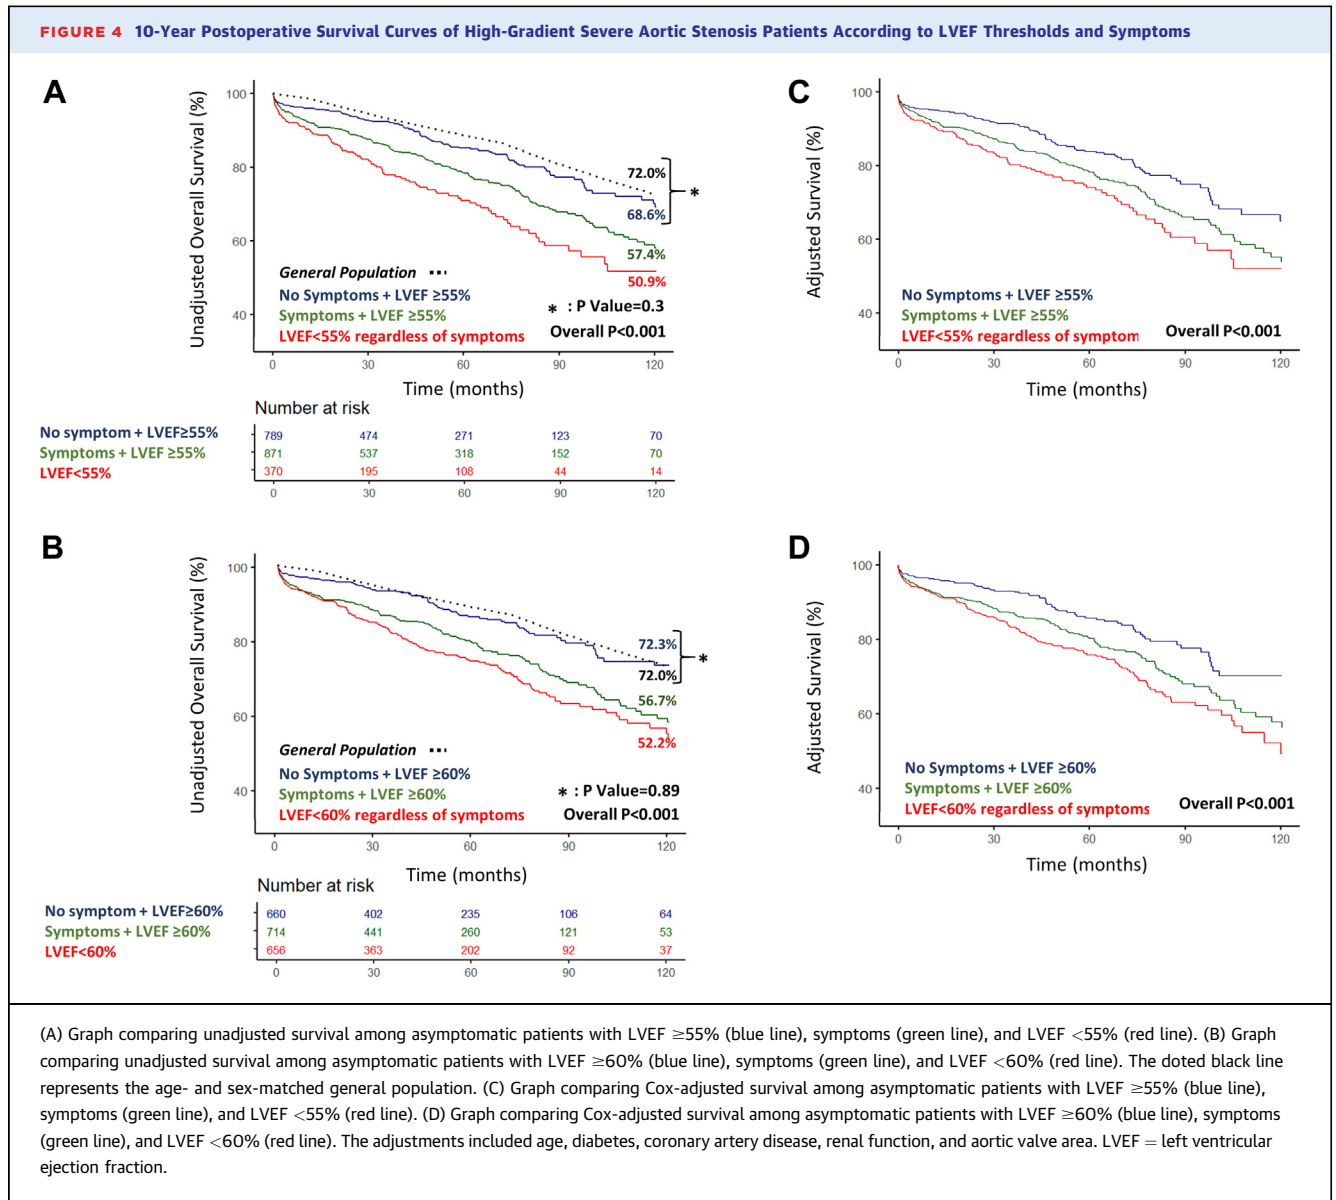 FIGURE 4 10-Year Postoperative Survival Curves of High-Gradient Severe Aortic Stenosis Patients According to LVEF Thresholds and Symptoms
A
Unadjusted Overall Survival (%)
100
80
60
40
72.0%
68.6%
57.4%
50.9%
*
General Population
No Symptoms + LVEF ≥55%
Symptoms + LVEF ≥55%
LVEF<55% regardless of symptoms
* : P Value=0.3
Overall P<0.001
0 30 60 90 120
Time (months)
Number at risk
No symptom + LVEF≥55% 789 474 271 123 70
Symptoms + LVEF ≥55% 871 537 318 152 70
LVEF<55% 370 195 108 44 14
0 30 60 90 120
C
Adjusted Survival (%)
100
80
60
40
No Symptoms + LVEF ≥55%
Symptoms + LVEF ≥55%
LVEF<55% regardless of symptom
Overall P<0.001
0 30 60 90 120
Time (months)
B
Unadjusted Overall Survival (%)
100
80
60
40
72.3%
72.0%
56.7%
52.2%
*
General Population
No Symptoms + LVEF ≥60%
Symptoms + LVEF ≥60%
LVEF<60% regardless of symptoms
* : P Value=0.89
Overall P<0.001
0 30 60 90 120
Time (months)
Number at risk
No symptom + LVEF≥60% 660 402 235 106 64
Symptoms + LVEF ≥60% 714 441 260 121 53
LVEF<60% 656 363 202 92 37
0 30 60 90 120
D
Adjusted Survival (%)
100
80
60
40
No Symptoms + LVEF ≥60%
Symptoms + LVEF ≥60%
LVEF<60% regardless of symptoms
Overall P<0.001
0 30 60 90 120
Time (months)
(A) Graph comparing unadjusted survival among asymptomatic patients with LVEF ≥55% (blue line), symptoms (green line), and LVEF <55% (red line). (B) Graph
comparing unadjusted survival among asymptomatic patients with LVEF ≥60% (blue line), symptoms (green line), and LVEF <60% (red line). The doted black line
represents the age- and sex-matched general population. (C) Graph comparing Cox-adjusted survival among asymptomatic patients with LVEF ≥55% (blue line),
symptoms (green line), and LVEF <55% (red line). (D) Graph comparing Cox-adjusted survival among asymptomatic patients with LVEF ≥60% (blue line), symptoms
(green line), and LVEF <60% (red line). The adjustments included age, diabetes, coronary artery disease, renal function, and aortic valve area. LVEF = left ventricular
ejection fraction.